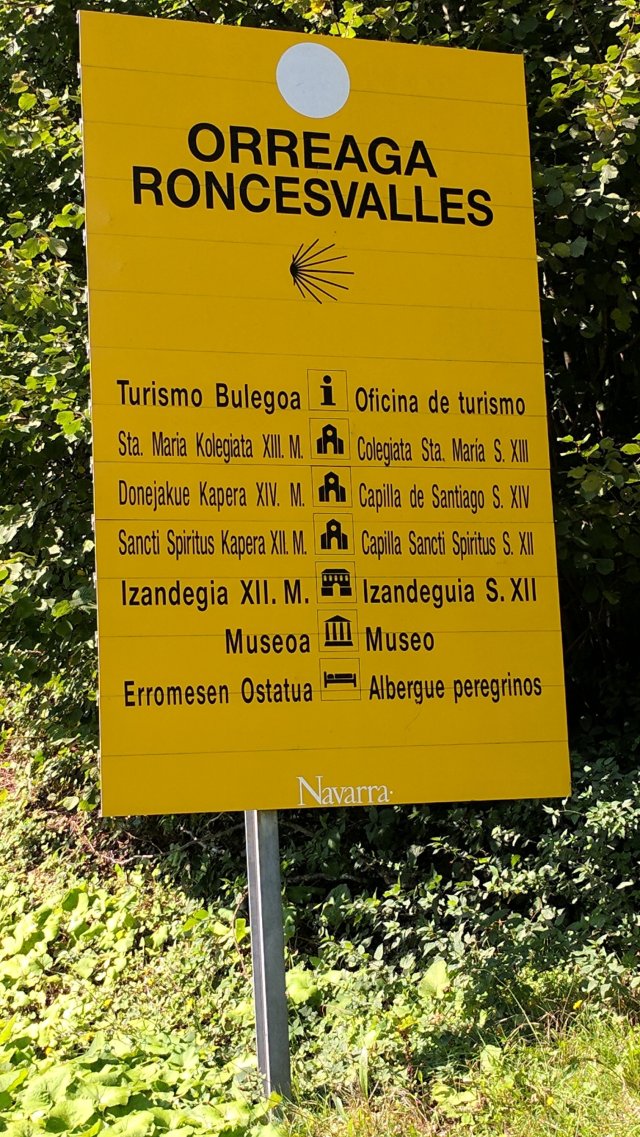 ORREAGA
RONCESVALLES
Turismo Bulegoa i Oficina de turismo
Sta. Maria Kolegiata XIII. M. Colegiata Sta. María S. XIII
Donejakue Kapera XIV. M. Capilla de Santiago S. XIV
Sancti Spiritus Kapera XII. M. Capilla Sancti Spiritus S. XII
Izandegia XII. M. Izandeguia S. XII
Museoa Museo
Erromesen Ostatua Albergue peregrinos
Navarra